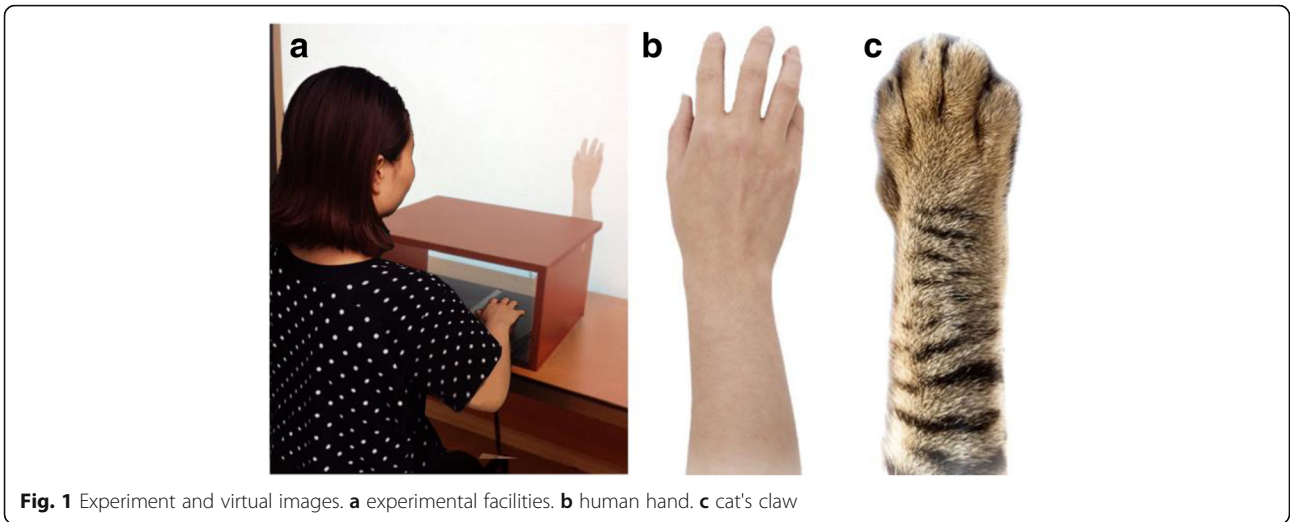 a b c
Fig. 1 Experiment and virtual images. a experimental facilities. b human hand. c cat's claw